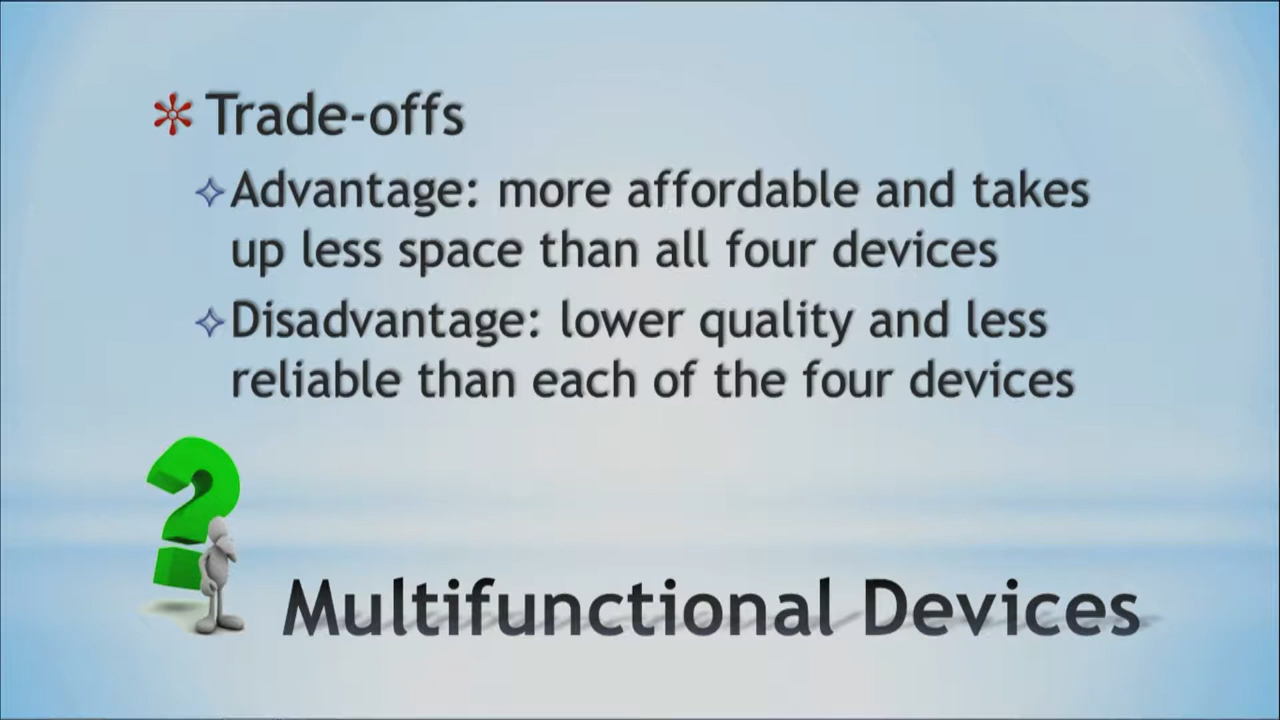 Trade-offs
Advantage: more affordable and takes
up less space than all four devices
Disadvantage: lower quality and less
reliable than each of the four devices
Multifunctional Devices